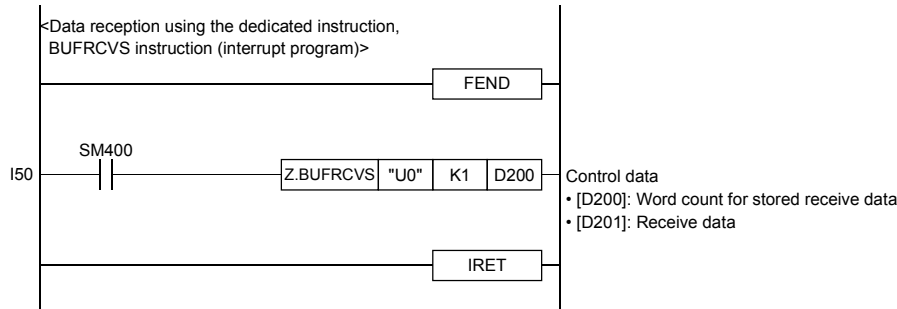 <Data reception using the dedicated instruction,
BUFRCVS instruction (interrupt program)>
FEND
SM400
I50
Z.BUFRCVS "U0" K1 D200
Control data
• [D200]: Word count for stored receive data
• [D201]: Receive data
IRET